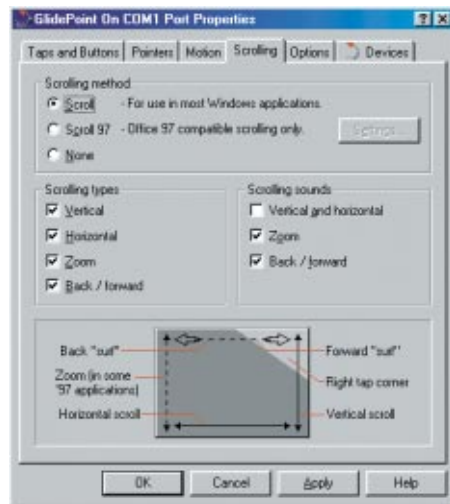 GlidePoint On COM1 Port Properties
Taps and Buttons Pointers Motion Scrolling Options Devices
Scrolling method
Scroll - For use in most Windows applications.
Scroll 97 - Office 97 compatible scrolling only. Settings...
None
Scrolling types
Vertical
Horizontal
Zoom
Back / forward
Scrolling sounds
Vertical and horizontal
Zoom
Back / forward
Back "surf"
Zoom (in some
'97 applications)
Horizontal scroll
Forward "surf"
Right tap corner
Vertical scroll
OK Cancel Apply Help